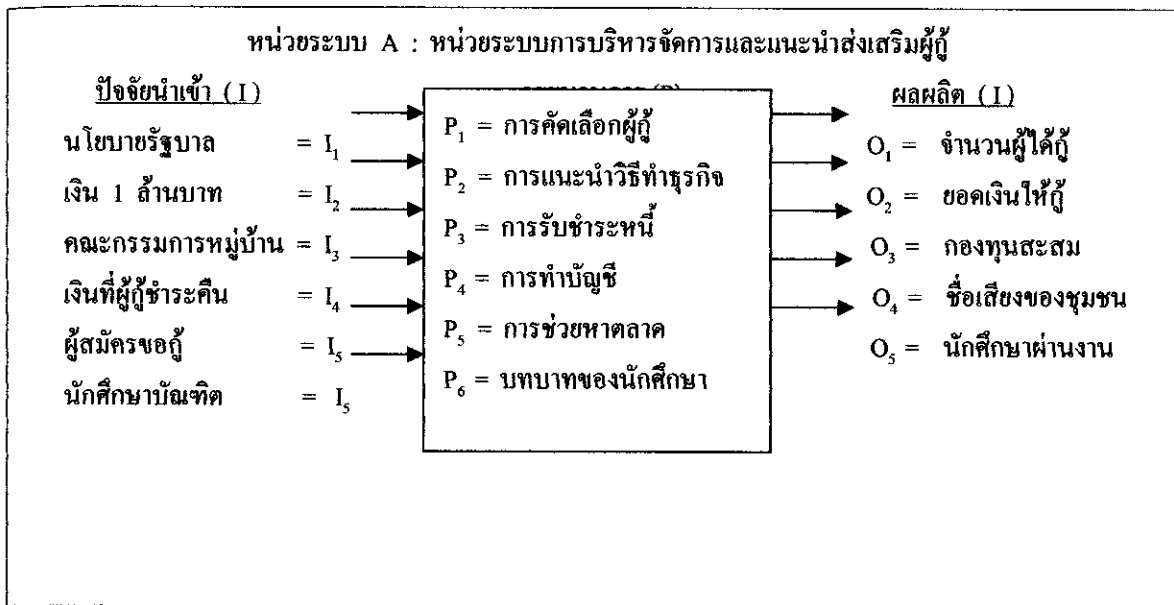 หน่วยระบบ A : หน่วยระบบการบริหารจัดการและแนะนำส่งเสริมผู้กู้
ปัจจัยนำเข้า (I)
นโยบายรัฐบาล = I₁
เงิน 1 ล้านบาท = I₂
คณะกรรมการหมู่บ้าน = I₃
เงินที่ผู้กู้ชำระคืน = I₄
ผู้สมัครขอกู้ = I₅
นักศึกษาบัณฑิต = I₅
P₁ = การคัดเลือกผู้กู้
P₂ = การแนะนำวิธีทำธุรกิจ
P₃ = การรับชำระหนี้
P₄ = การทำบัญชี
P₅ = การช่วยหาตลาด
P₆ = บทบาทของนักศึกษา
ผลผลิต (I)
O₁ = จำนวนผู้ได้กู้
O₂ = ยอดเงินให้กู้
O₃ = กองทุนสะสม
O₄ = ชื่อเสียงของชุมชน
O₅ = นักศึกษาผ่านงาน